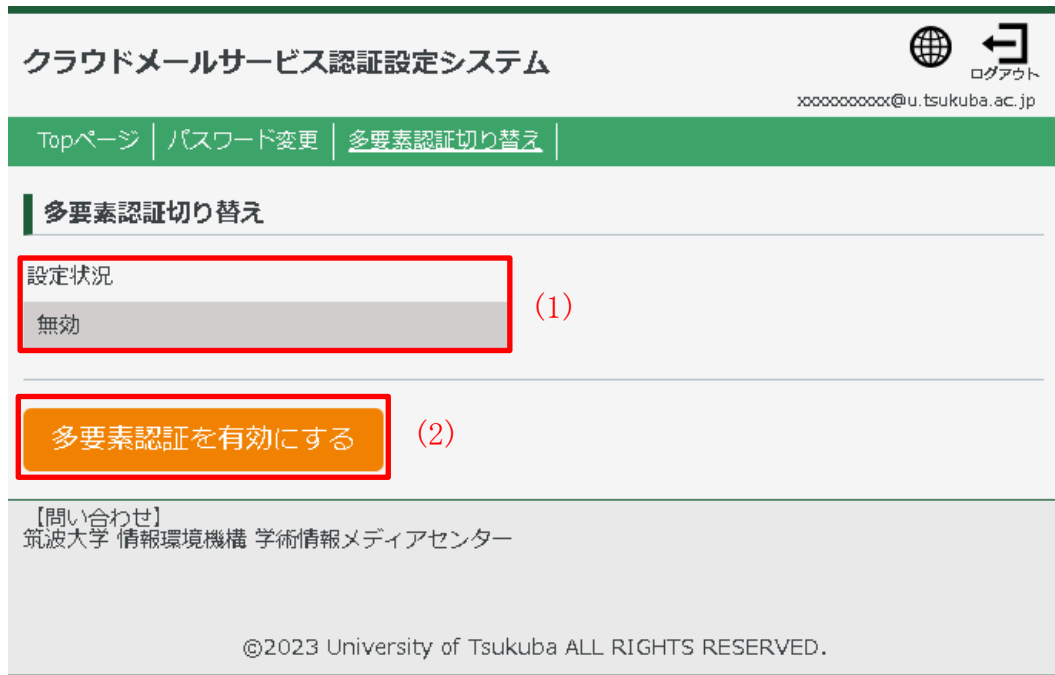 クラウドメールサービス認証設定システム
ログアウト
xxxxxxxxxx@u.tsukuba.ac.jp
Topページ | パスワード変更 | 多要素認証切り替え |
多要素認証切り替え
設定状況
無効
(1)
多要素認証を有効にする
(2)
【問い合わせ】
筑波大学 情報環境機構 学術情報メディアセンター
©2023 University of Tsukuba ALL RIGHTS RESERVED.